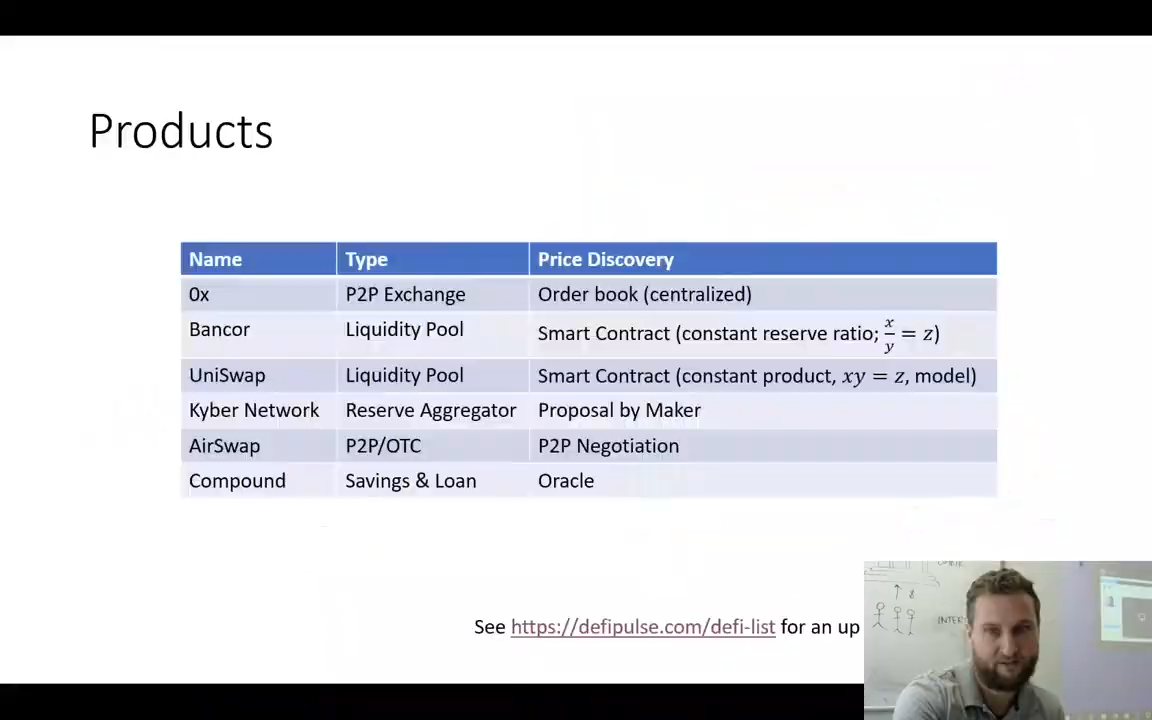 Products
Name Type Price Discovery
0x P2P Exchange Order book (centralized)
Bancor Liquidity Pool Smart Contract (constant reserve ratio; x/y = z)
UniSwap Liquidity Pool Smart Contract (constant product, xy = z, model)
Kyber Network Reserve Aggregator Proposal by Maker
AirSwap P2P/OTC P2P Negotiation
Compound Savings & Loan Oracle
See https://defipulse.com/defi-list for an up